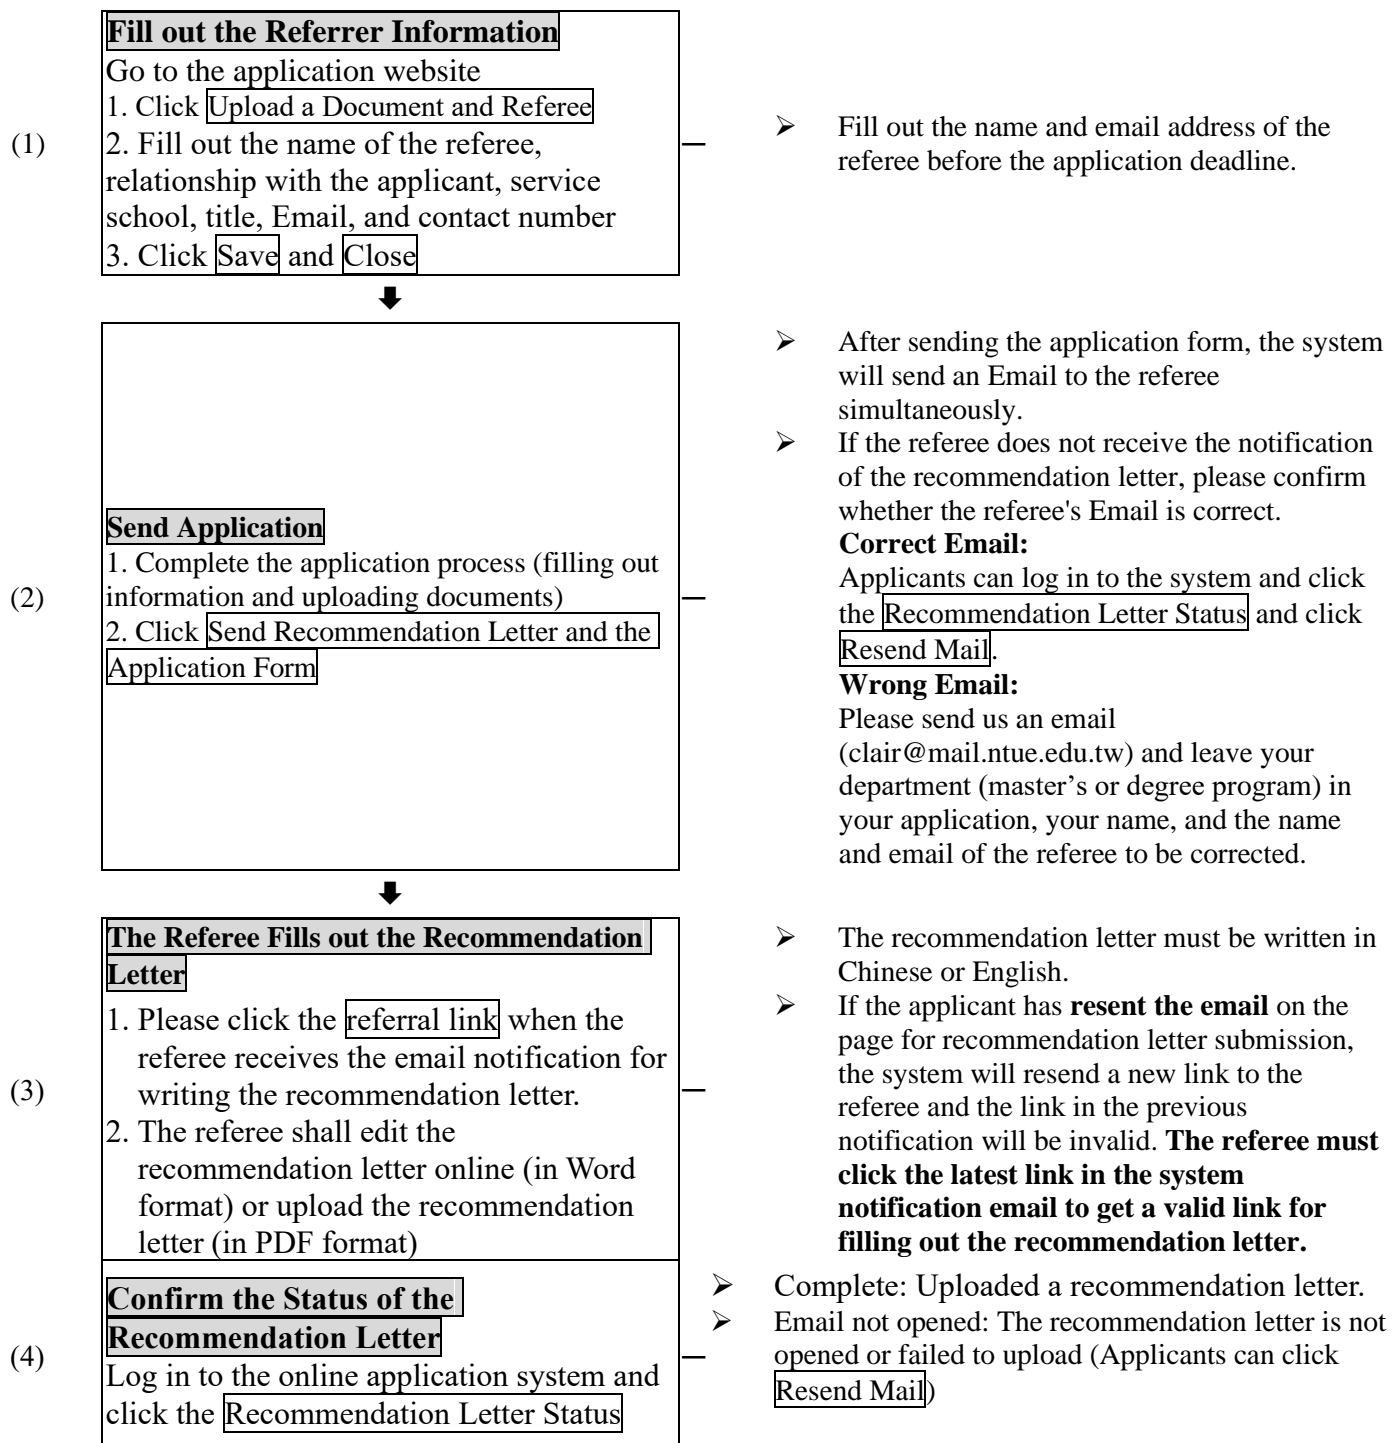 (1)
Fill out the Referrer Information
Go to the application website
1. Click Upload a Document and Referee
2. Fill out the name of the referee,
relationship with the applicant, service
school, title, Email, and contact number
3. Click Save and Close
➢ Fill out the name and email address of the
referee before the application deadline.
(2)
Send Application
1. Complete the application process (filling out
information and uploading documents)
2. Click Send Recommendation Letter and the
Application Form
➢ After sending the application form, the system
will send an Email to the referee
simultaneously.
➢ If the referee does not receive the notification
of the recommendation letter, please confirm
whether the referee's Email is correct.
Correct Email:
Applicants can log in to the system and click
the Recommendation Letter Status and click
Resend Mail.
Wrong Email:
Please send us an email
(clair@mail.ntue.edu.tw) and leave your
department (master’s or degree program) in
your application, your name, and the name
and email of the referee to be corrected.
(3)
The Referee Fills out the Recommendation
Letter
1. Please click the referral link when the
referee receives the email notification for
writing the recommendation letter.
2. The referee shall edit the
recommendation letter online (in Word
format) or upload the recommendation
letter (in PDF format)
➢ The recommendation letter must be written in
Chinese or English.
➢ If the applicant has resent the email on the
page for recommendation letter submission,
the system will resend a new link to the
referee and the link in the previous
notification will be invalid. The referee must
click the latest link in the system
notification email to get a valid link for
filling out the recommendation letter.
(4)
Confirm the Status of the
Recommendation Letter
Log in to the online application system and
click the Recommendation Letter Status
➢ Complete: Uploaded a recommendation letter.
➢ Email not opened: The recommendation letter is not
opened or failed to upload (Applicants can click
Resend Mail)